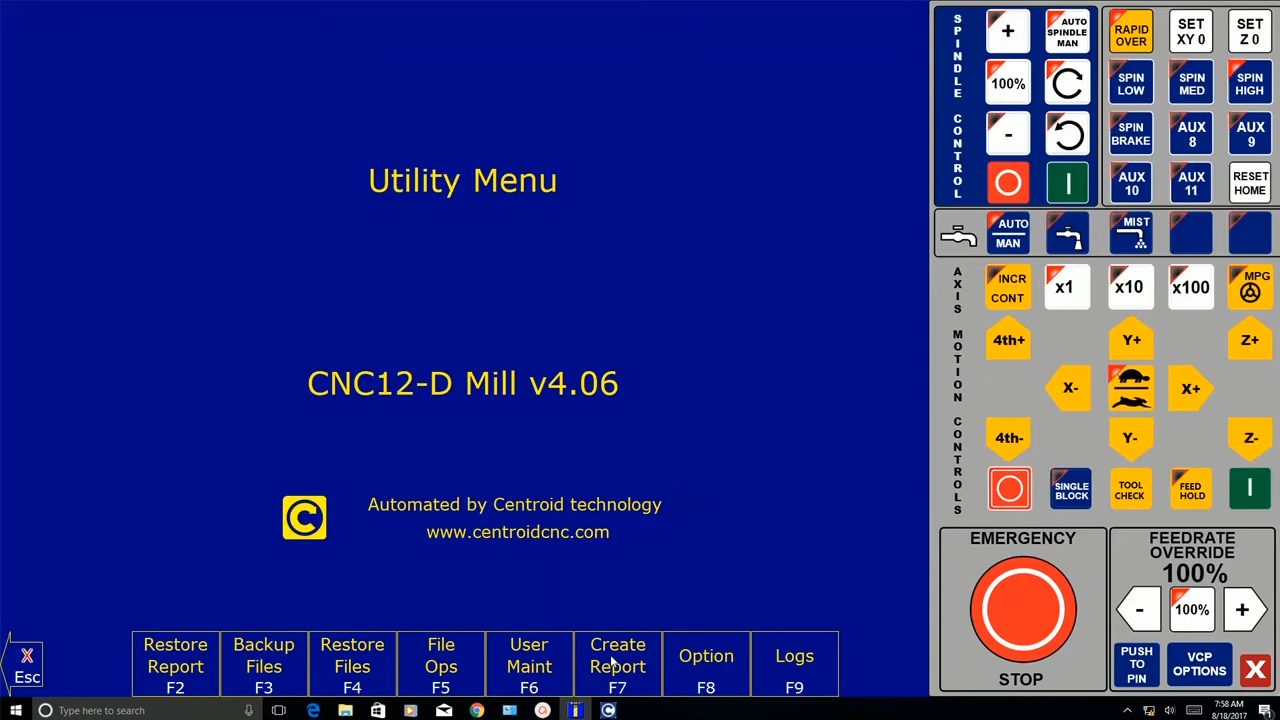 Utility Menu
CNC12-D Mill v4.06
C
Automated by Centroid technology
www.centroidcnc.com
X
Esc
Restore
Report
F2
Backup
Files
F3
Restore
Files
F4
File
Ops
F5
User
Maint
F6
Create
Report
F7
Option
F8
Logs
F9
SPINDLE CONTROL
+
AUTO
SPINDLE
MAN
100%
-
RAPID
OVER
SET
XY 0
SET
Z 0
SPIN
LOW
SPIN
MED
SPIN
HIGH
SPIN
BRAKE
AUX
8
AUX
9
AUX
10
AUX
11
RESET
HOME
AUTO
MAN
MIST
AXIS MOTION CONTROLS
INCR
CONT
x1
x10
x100
MPG
4th+
Y+
Z+
X-
X+
4th-
Y-
Z-
SINGLE
BLOCK
TOOL
CHECK
FEED
HOLD
EMERGENCY
STOP
FEEDRATE
OVERRIDE
100%
-
100%
+
PUSH
TO
PIN
VCP
OPTIONS
X
Type here to search
7:58 AM
8/18/2017